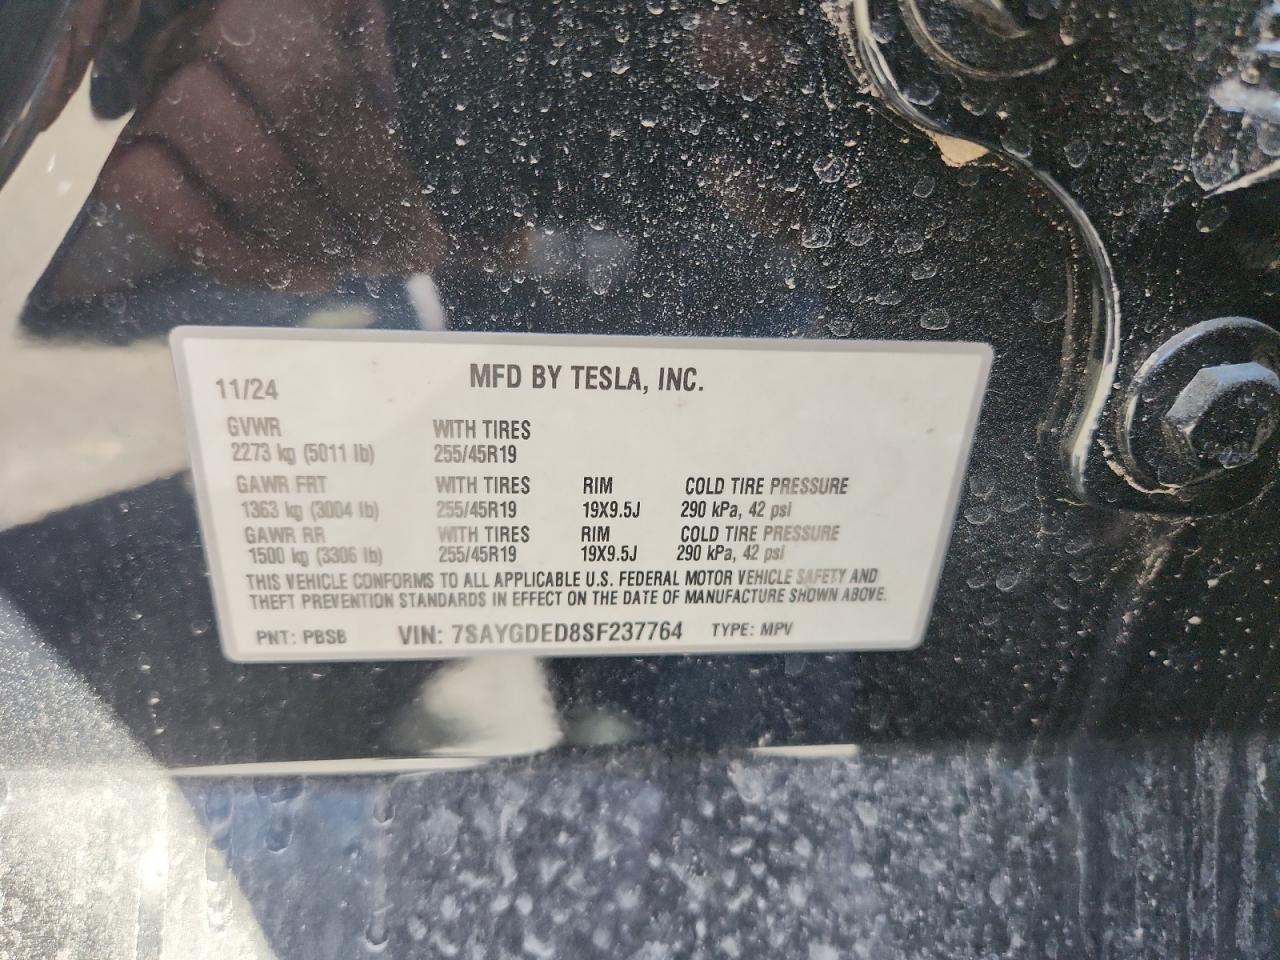 MFD BY TESLA, INC.
11/24
GVWR WITH TIRES
2273 kg (5011 lb) 255/45R19
GAWR FRT WITH TIRES RIM COLD TIRE PRESSURE
1363 kg (3004 lb) 255/45R19 19X9.5J 290 kPa, 42 psi
GAWR RR WITH TIRES RIM COLD TIRE PRESSURE
1500 kg (3306 lb) 255/45R19 19X9.5J 290 kPa, 42 psi
THIS VEHICLE CONFORMS TO ALL APPLICABLE U.S. FEDERAL MOTOR VEHICLE SAFETY AND
THEFT PREVENTION STANDARDS IN EFFECT ON THE DATE OF MANUFACTURE SHOWN ABOVE.
PNT: PBSB VIN: 7SAYGDED8SF237764 TYPE: MPV